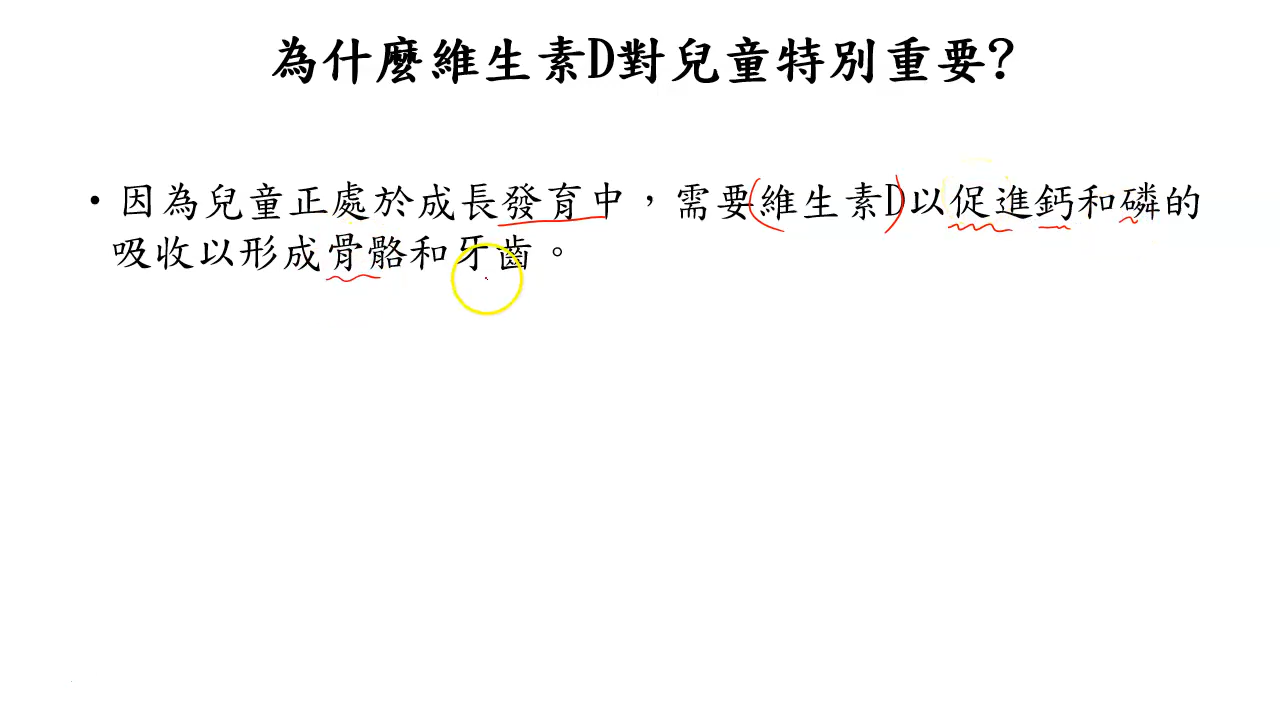 為什麼維生素D對兒童特別重要?
•因為兒童正處於成長發育中，需要維生素D以促進鈣和磷的
吸收以形成骨骼和牙齒。